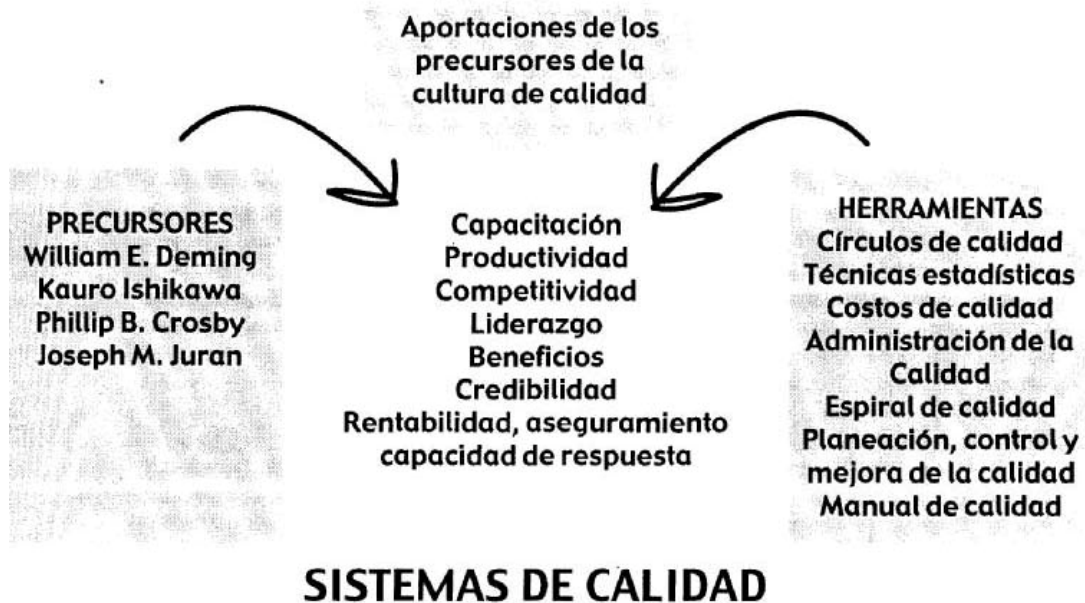 Aportaciones de los
precursores de la
cultura de calidad
PRECURSORES
William E. Deming
Kauro Ishikawa
Phillip B. Crosby
Joseph M. Juran
Capacitación
Productividad
Competitividad
Liderazgo
Beneficios
Credibilidad
Rentabilidad, aseguramiento
capacidad de respuesta
HERRAMIENTAS
Círculos de calidad
Técnicas estadísticas
Costos de calidad
Administración de la
Calidad
Espiral de calidad
Planeación, control y
mejora de la calidad
Manual de calidad
SISTEMAS DE CALIDAD